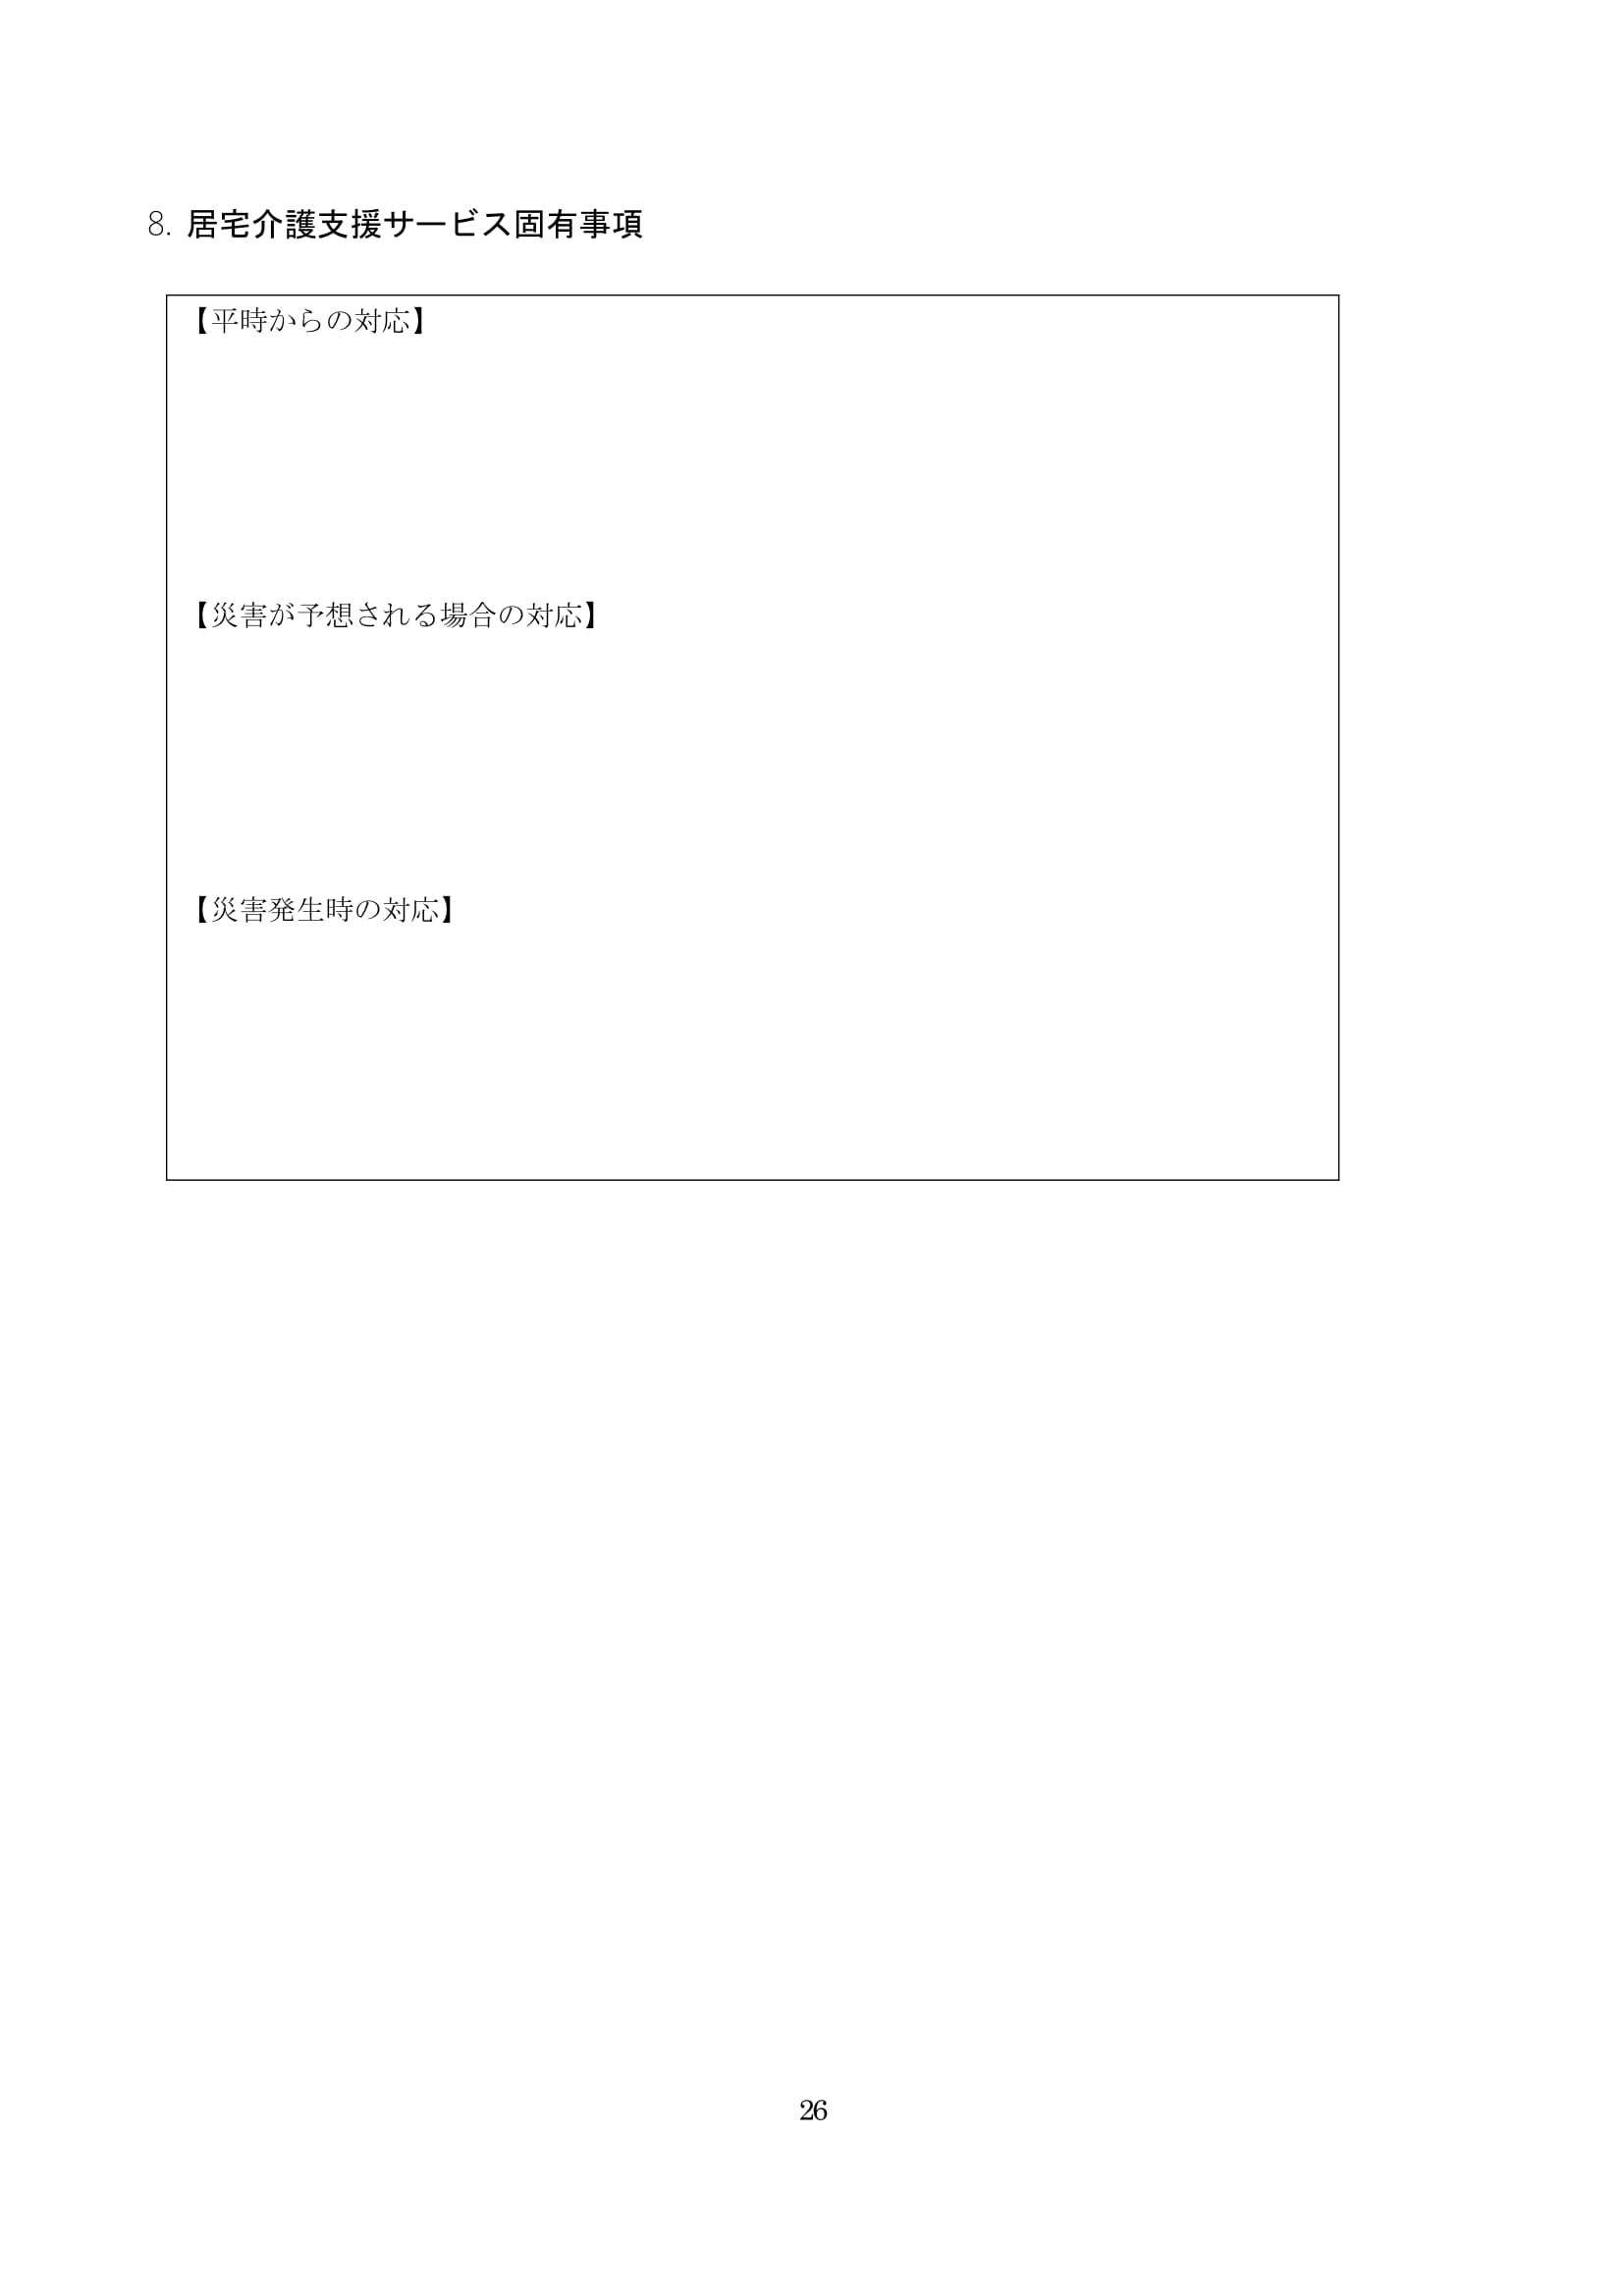 8. 居宅介護支援サービス固有事項
【平時からの対応】
【災害が予想される場合の対応】
【災害発生時の対応】
26